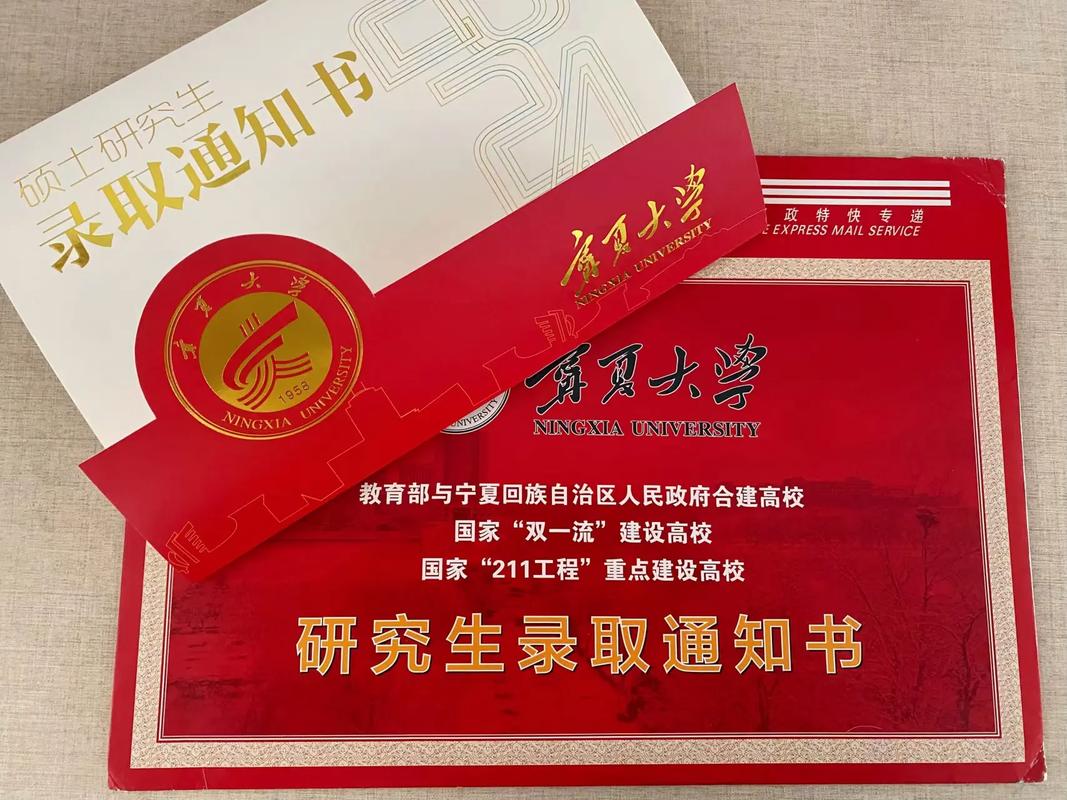 硕士研究生
录取通知书
2024
宁夏大学
NINGXIA UNIVERSITY
宁夏大学
1958
NINGXIA UNIVERSITY
政特快专递
E EXPRESS MAIL SERVICE
宁夏大学
NINGXIA UNIVERSITY
UNIVERSITY
教育部与宁夏回族自治区人民政府合建高校
国家“双一流”建设高校
国家“211工程”重点建设高校
研究生录取通知书